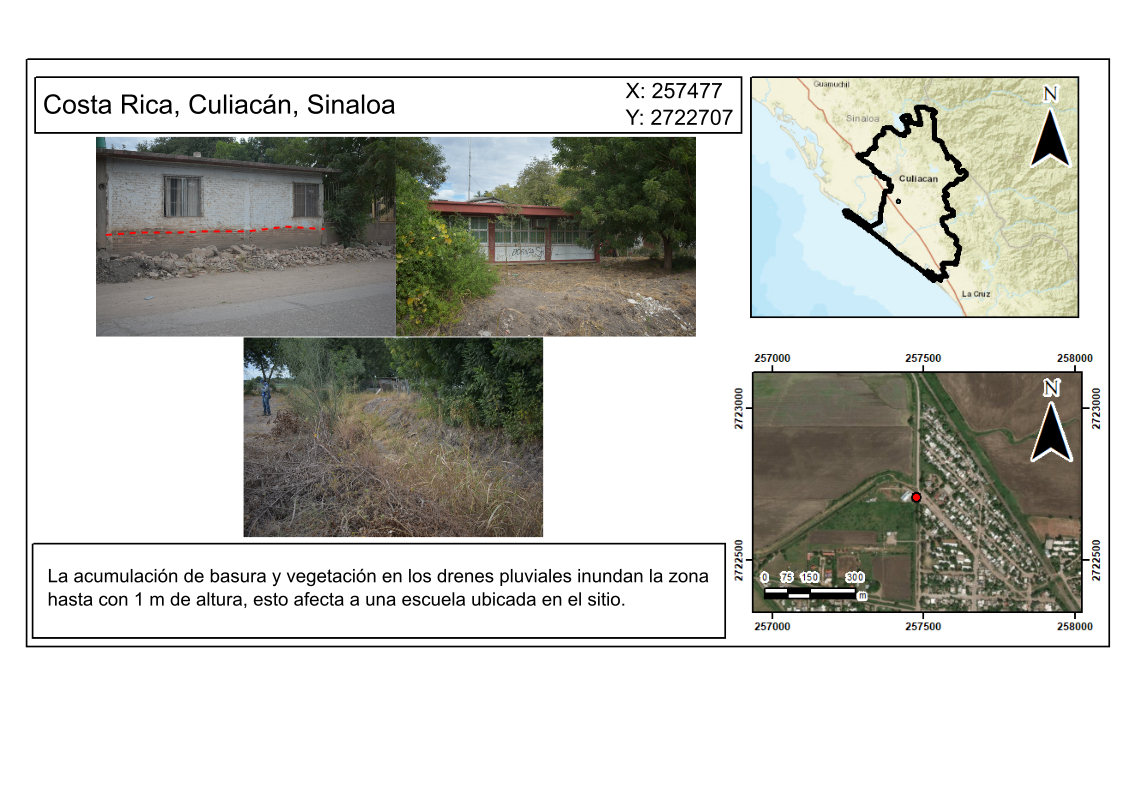 Costa Rica, Culiacán, Sinaloa
X: 257477
Y: 2722707
Guamuchil
Sinaloa
Culiacan
La Cruz
N
257000 257500 258000
2723000 2723000
N
2722500 2722500
0 75 150 300
m
257000 257500 258000
La acumulación de basura y vegetación en los drenes pluviales inundan la zona
hasta con 1 m de altura, esto afecta a una escuela ubicada en el sitio.